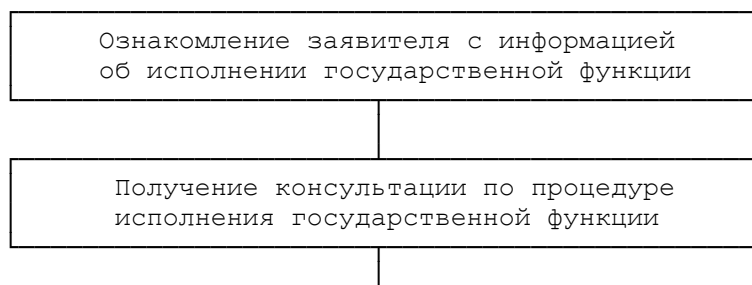 Ознакомление заявителя с информацией
об исполнении государственной функции
Получение консультации по процедуре
исполнения государственной функции